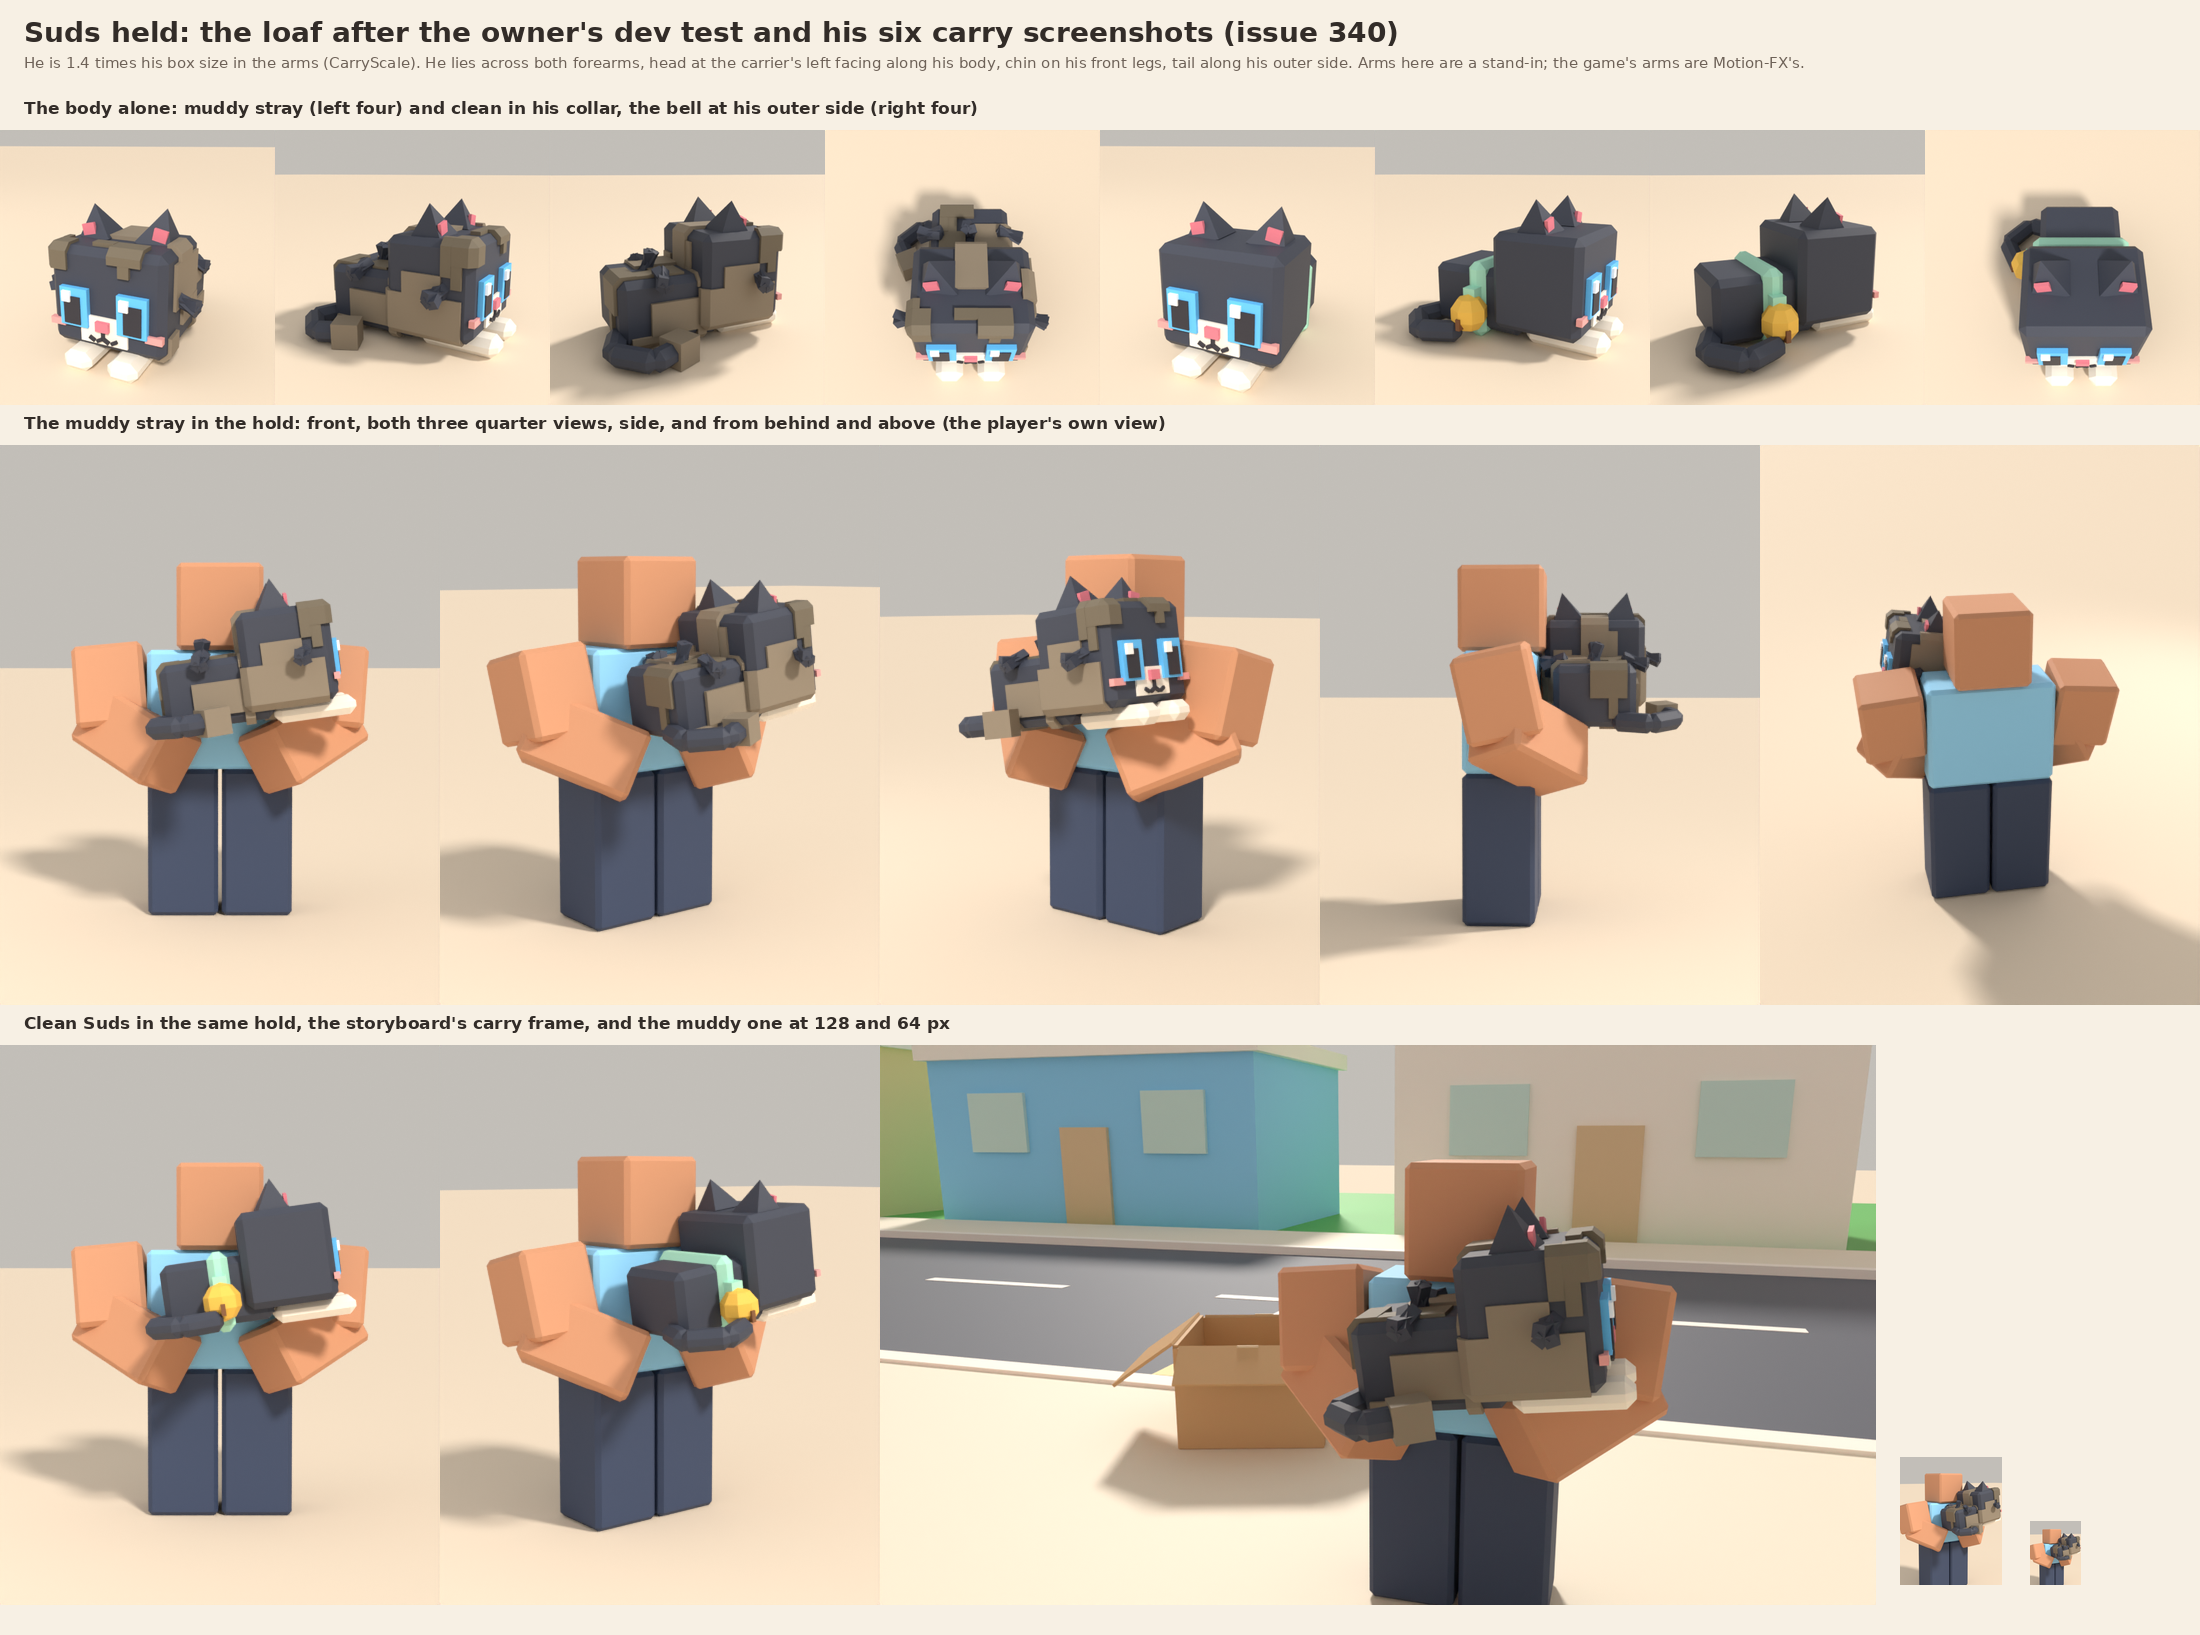 Suds held: the loaf after the owner's dev test and his six carry screenshots (issue 340)
He is 1.4 times his box size in the arms (CarryScale). He lies across both forearms, head at the carrier's left facing along his body, chin on his front legs, tail along his outer side. Arms here are a stand-in; the game's arms are Motion-FX's.
The body alone: muddy stray (left four) and clean in his collar, the bell at his outer side (right four)
The muddy stray in the hold: front, both three quarter views, side, and from behind and above (the player's own view)
Clean Suds in the same hold, the storyboard's carry frame, and the muddy one at 128 and 64 px